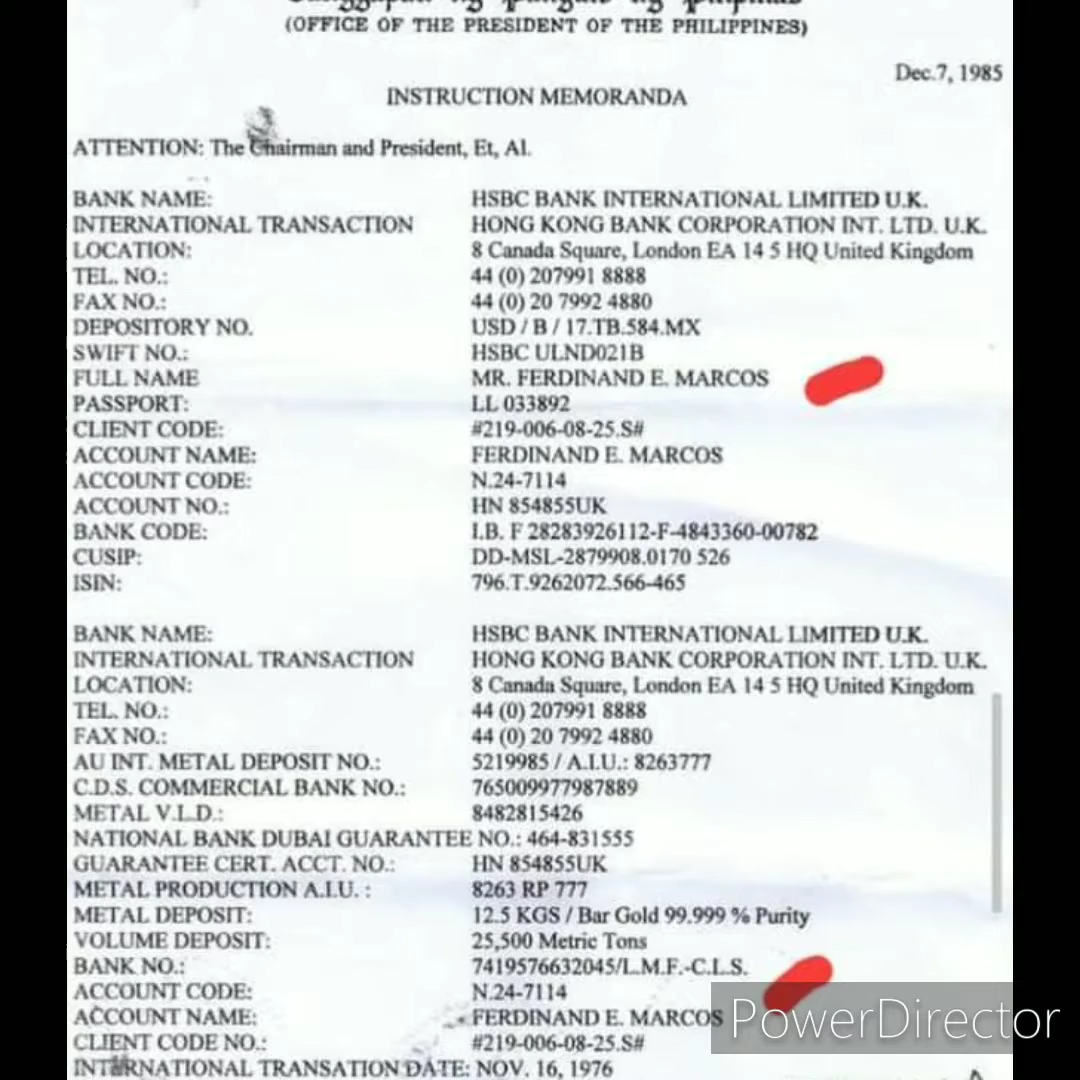 (OFFICE OF THE PRESIDENT OF THE PHILIPPINES)
Dec.7, 1985
INSTRUCTION MEMORANDA
ATTENTION: The Chairman and President, Et, Al.
BANK NAME: HSBC BANK INTERNATIONAL LIMITED U.K.
INTERNATIONAL TRANSACTION HONG KONG BANK CORPORATION INT. LTD. U.K.
LOCATION: 8 Canada Square, London EA 14 5 HQ United Kingdom
TEL. NO.: 44 (0) 207991 8888
FAX NO.: 44 (0) 20 7992 4880
DEPOSITORY NO. USD / B / 17.TB.584.MX
SWIFT NO.: HSBC ULND021B
FULL NAME MR. FERDINAND E. MARCOS
PASSPORT: LL 033892
CLIENT CODE: #219-006-08-25.S#
ACCOUNT NAME: FERDINAND E. MARCOS
ACCOUNT CODE: N.24-7114
ACCOUNT NO.: HN 854855UK
BANK CODE: I.B. F 28283926112-F-4843360-00782
CUSIP: DD-MSL-2879908.0170 526
ISIN: 796.T.9262072.566-465
BANK NAME: HSBC BANK INTERNATIONAL LIMITED U.K.
INTERNATIONAL TRANSACTION HONG KONG BANK CORPORATION INT. LTD. U.K.
LOCATION: 8 Canada Square, London EA 14 5 HQ United Kingdom
TEL. NO.: 44 (0) 207991 8888
FAX NO.: 44 (0) 20 7992 4880
AU INT. METAL DEPOSIT NO.: 5219985 / A.I.U.: 8263777
C.D.S. COMMERCIAL BANK NO.: 765009977987889
METAL V.L.D.: 8482815426
NATIONAL BANK DUBAI GUARANTEE NO.: 464-831555
GUARANTEE CERT. ACCT. NO.: HN 854855UK
METAL PRODUCTION A.I.U. : 8263 RP 777
METAL DEPOSIT: 12.5 KGS / Bar Gold 99.999 % Purity
VOLUME DEPOSIT: 25,500 Metric Tons
BANK NO.: 7419576632045/L.M.F.-C.L.S.
ACCOUNT CODE: N.24-7114
ACCOUNT NAME: FERDINAND E. MARCOS
PowerDirector
CLIENT CODE NO.: #219-006-08-25.S#
INTERNATIONAL TRANSATION DATE: NOV. 16, 1976